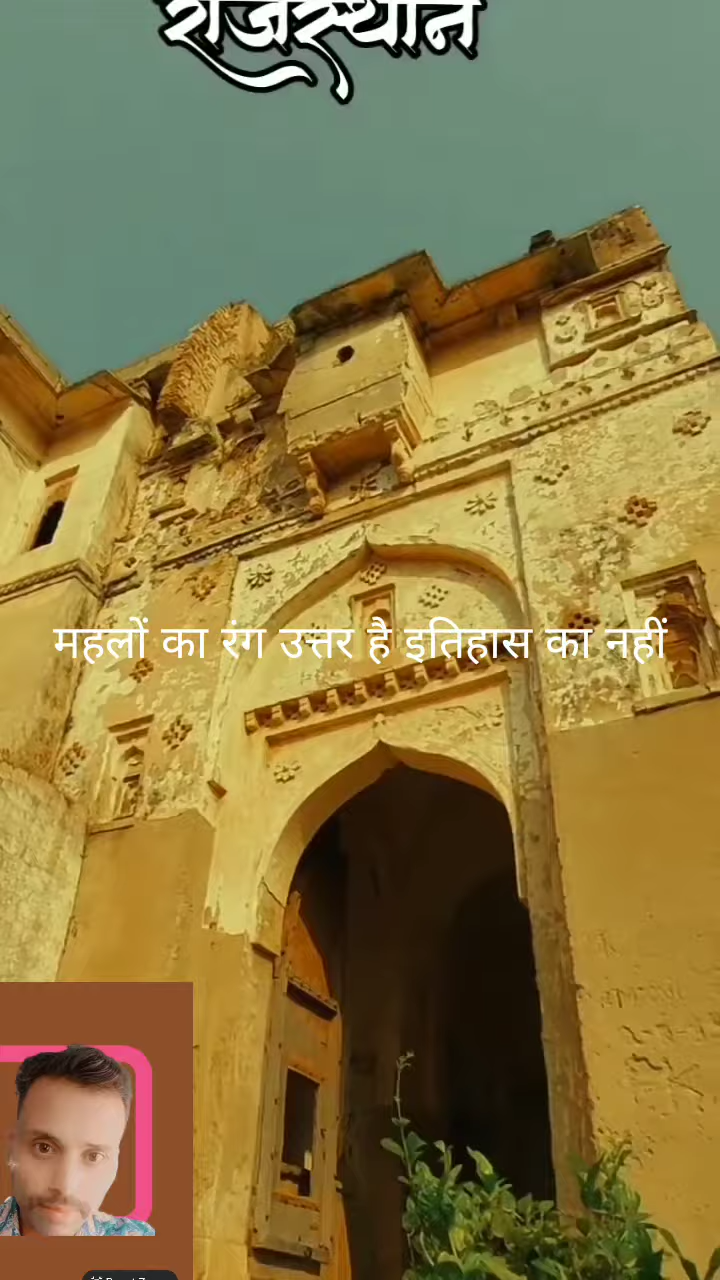 राजस्थान
महलों का रंग उत्तर है इतिहास का नहीं